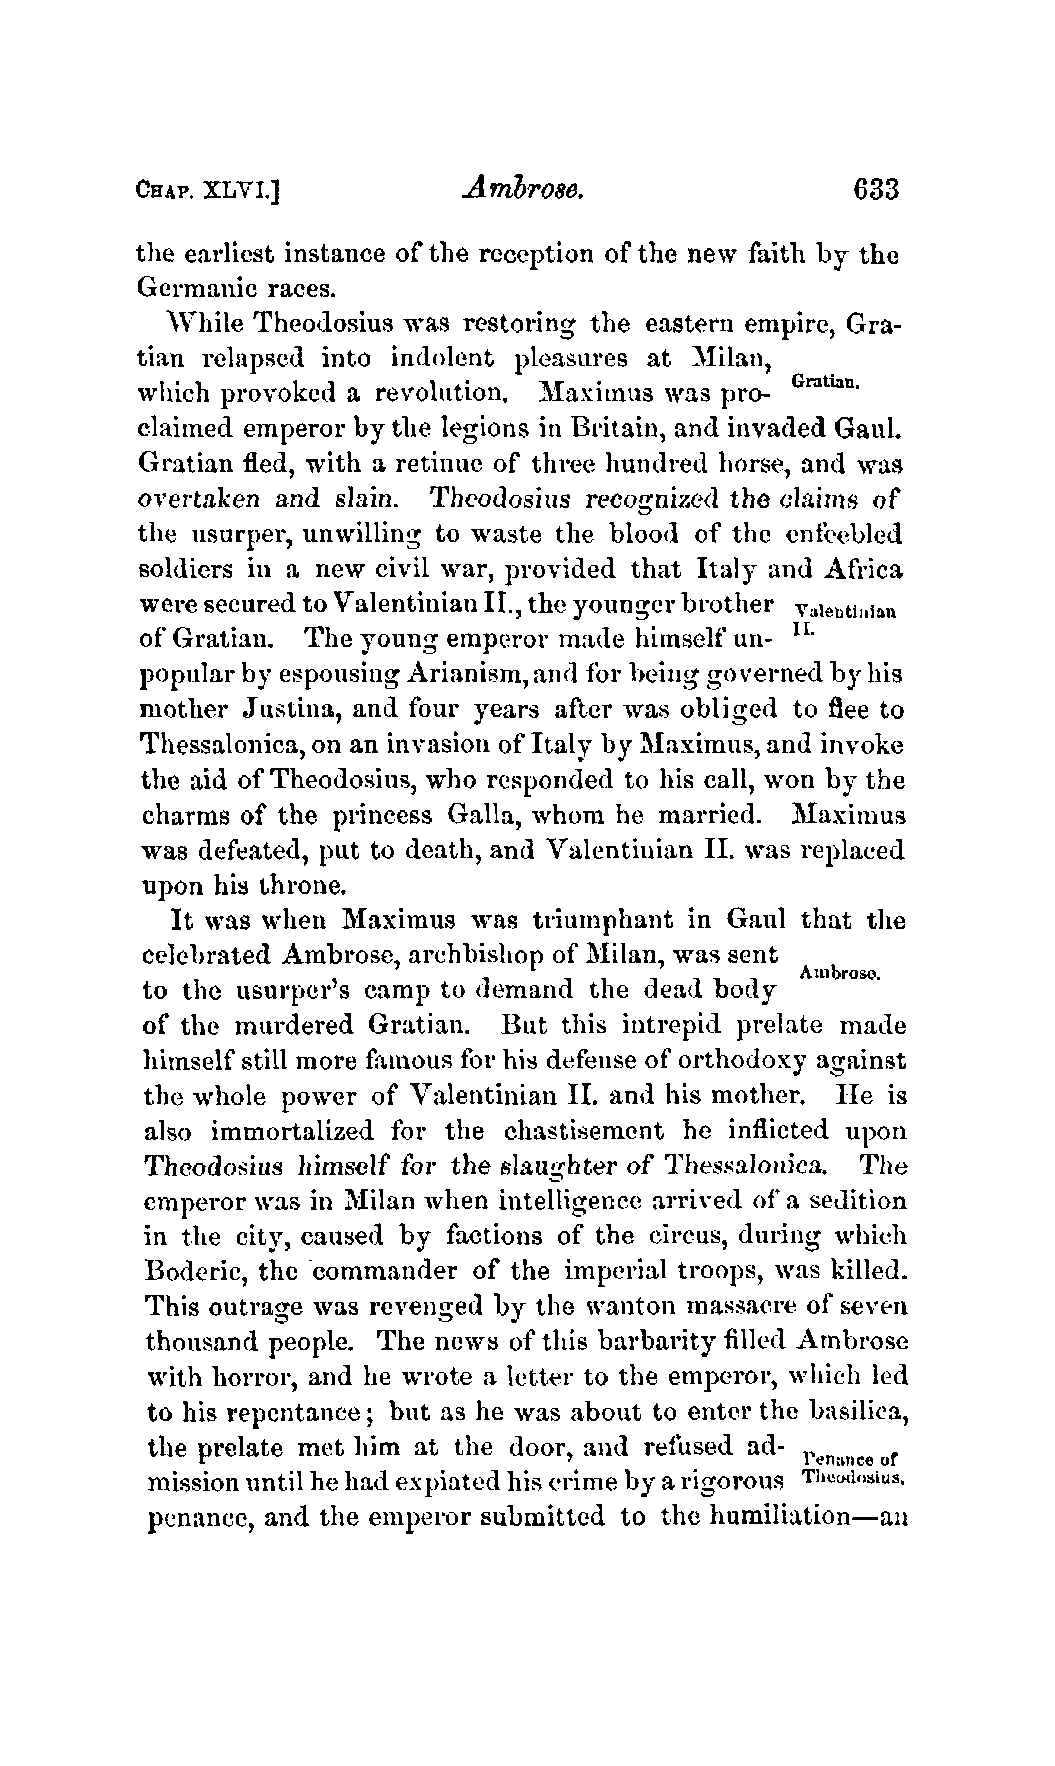 CHAP. XLVI.] Ambrose. 633
the earliest instance of the reception of the new faith by the
Germanic races.
While Theodosius was restoring the eastern empire, Gra-
tian relapsed into indolent pleasures at Milan,
Gratian.
which provoked a revolution. Maximus was pro-
claimed emperor by the legions in Britain, and invaded Gaul.
Gratian fled, with a retinue of three hundred horse, and was
overtaken and slain. Theodosius recognized the claims of
the usurper, unwilling to waste the blood of the enfeebled
soldiers in a new civil war, provided that Italy and Africa
were secured to Valentinian II., the younger brother
Valentinian
II.
of Gratian. The young emperor made himself un-
popular by espousing Arianism, and for being governed by his
mother Justina, and four years after was obliged to flee to
Thessalonica, on an invasion of Italy by Maximus, and invoke
the aid of Theodosius, who responded to his call, won by the
charms of the princess Galla, whom he married. Maximus
was defeated, put to death, and Valentinian II. was replaced
upon his throne.
It was when Maximus was triumphant in Gaul that the
celebrated Ambrose, archbishop of Milan, was sent
Ambrose.
to the usurper's camp to demand the dead body
of the murdered Gratian. But this intrepid prelate made
himself still more famous for his defense of orthodoxy against
the whole power of Valentinian II. and his mother. He is
also immortalized for the chastisement he inflicted upon
Theodosius himself for the slaughter of Thessalonica. The
emperor was in Milan when intelligence arrived of a sedition
in the city, caused by factions of the circus, during which
Boderic, the commander of the imperial troops, was killed.
This outrage was revenged by the wanton massacre of seven
thousand people. The news of this barbarity filled Ambrose
with horror, and he wrote a letter to the emperor, which led
to his repentance; but as he was about to enter the basilica,
the prelate met him at the door, and refused ad-
Penance of
Theodosius.
mission until he had expiated his crime by a rigorous
penance, and the emperor submitted to the humiliation—an